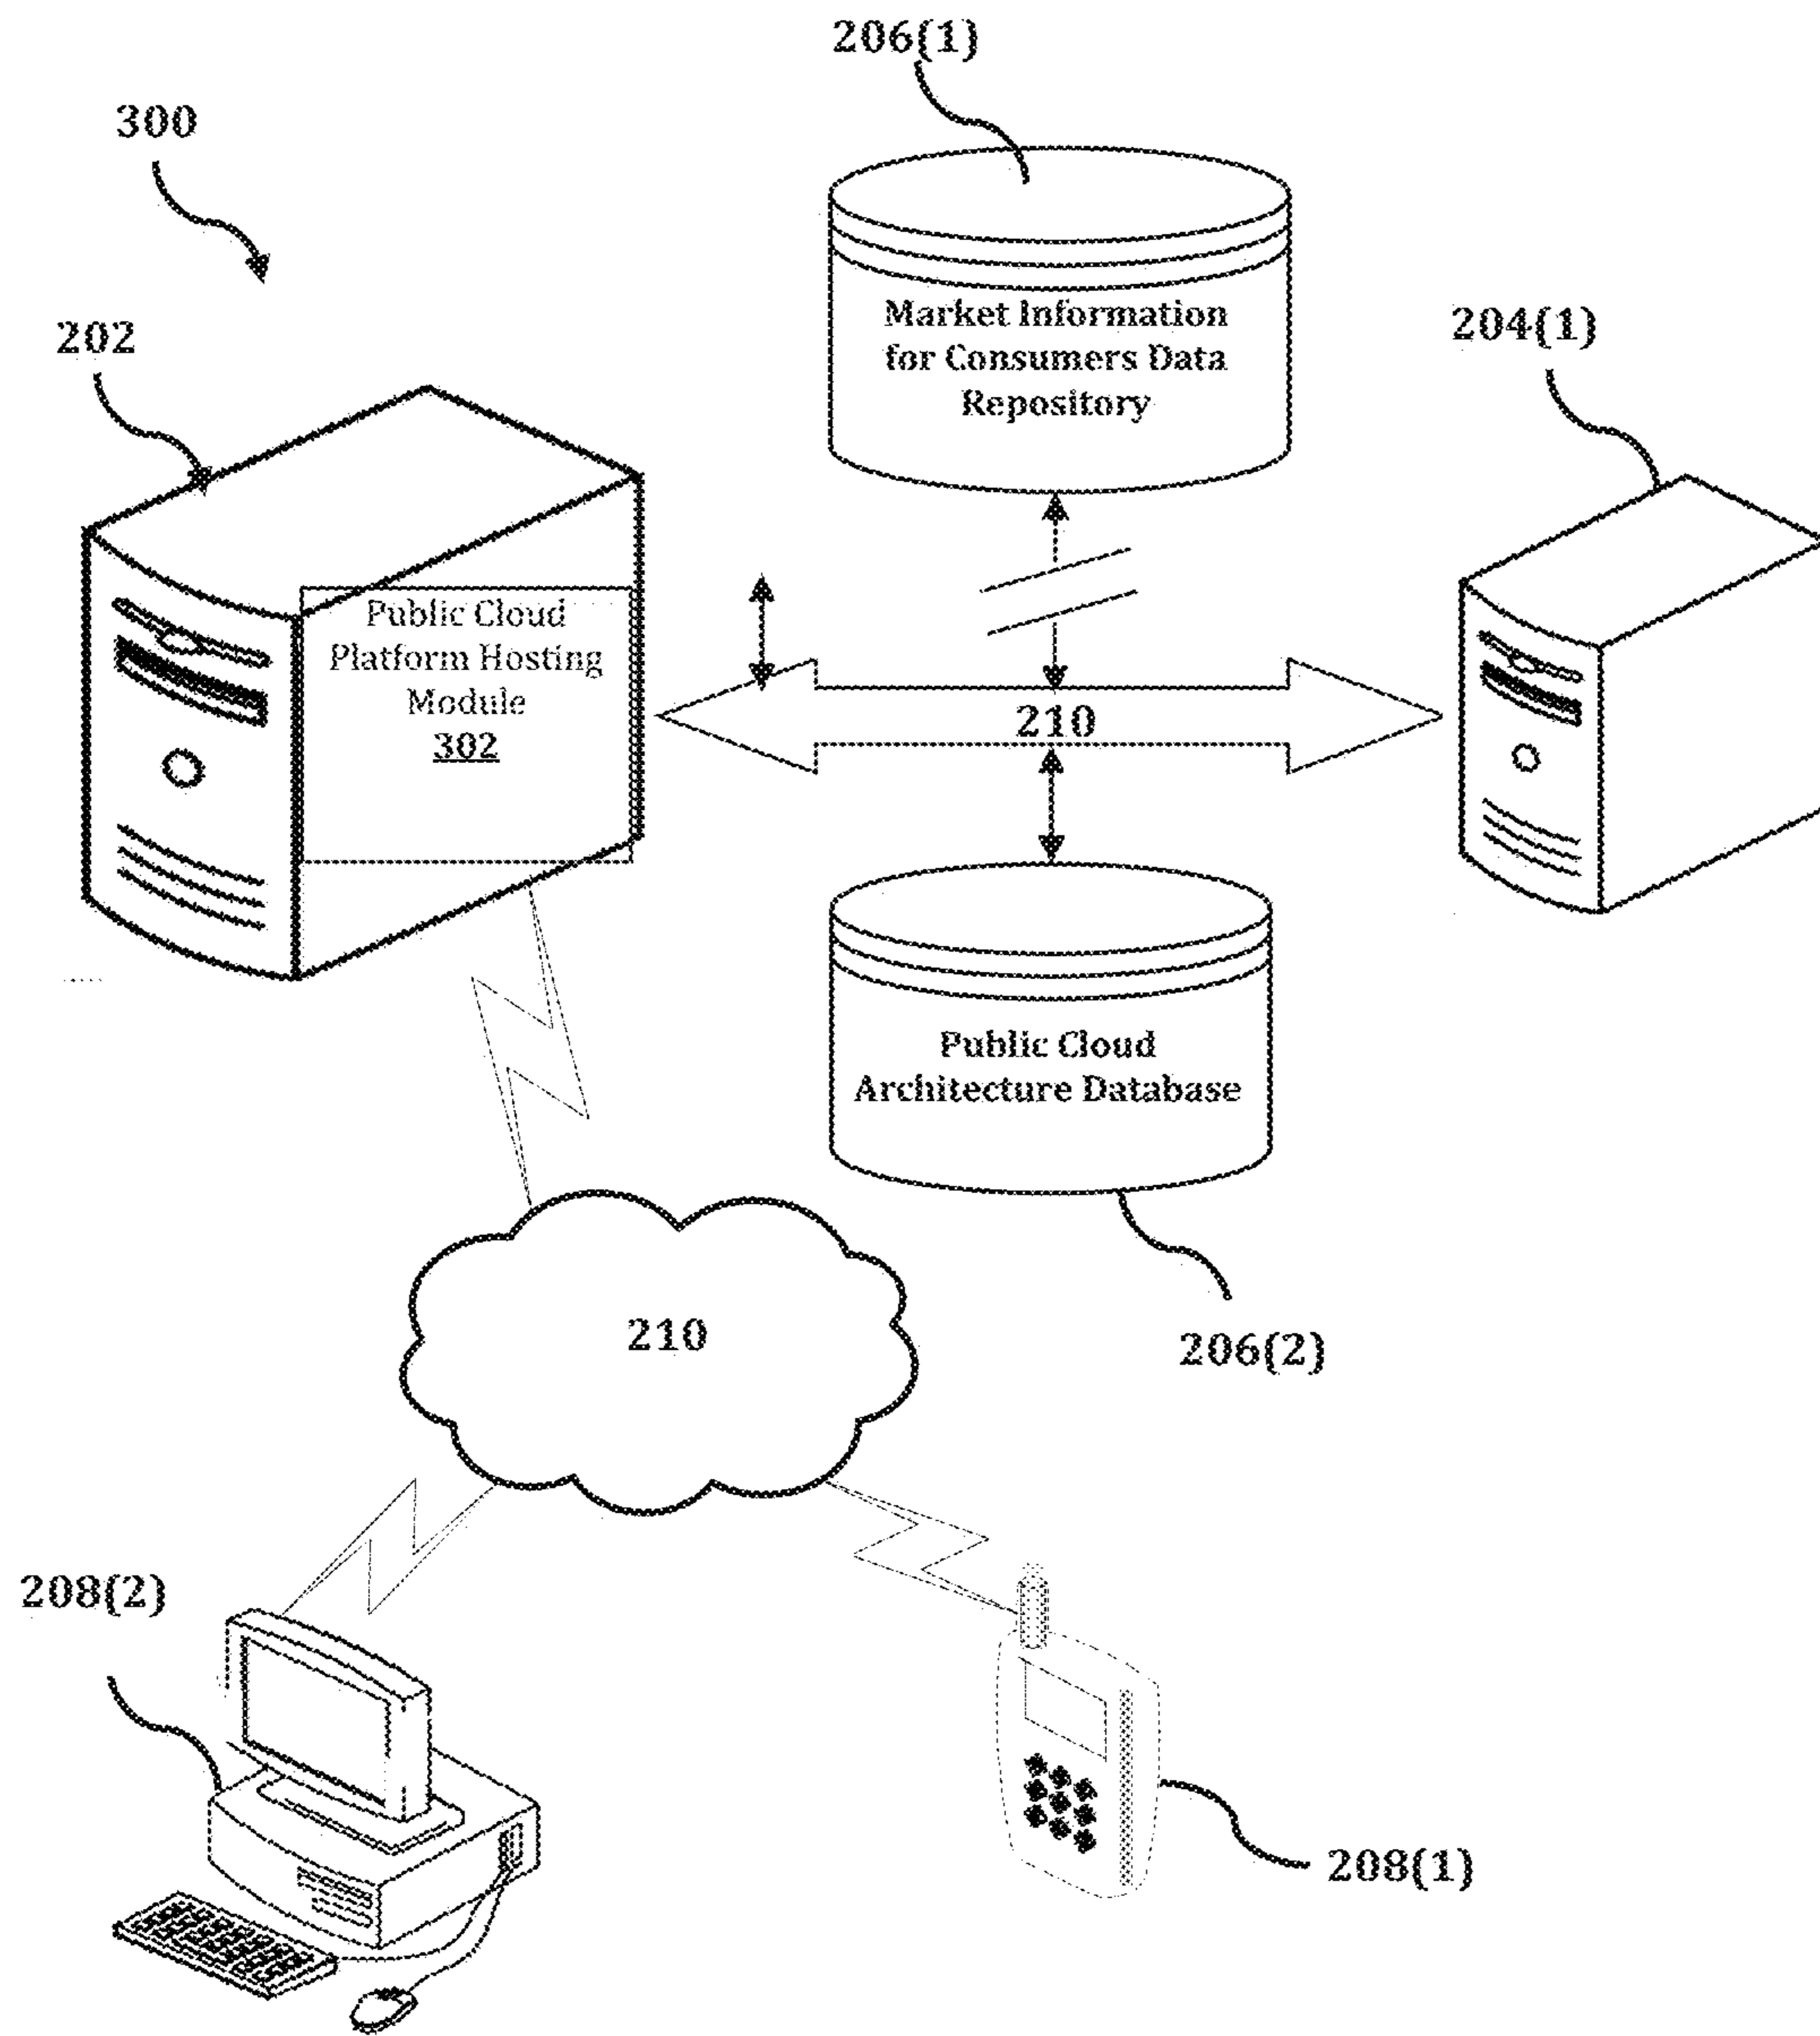 206(1)
300
202
Market Information
for Consumers Data
Repository
204(1)
Public Cloud
Platform Hosting
Module
302
210
Public Cloud
Architecture Database
206(2)
210
208(2)
208(1)